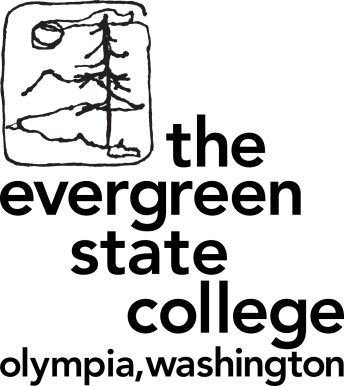 the
evergreen
state
college
olympia, washington